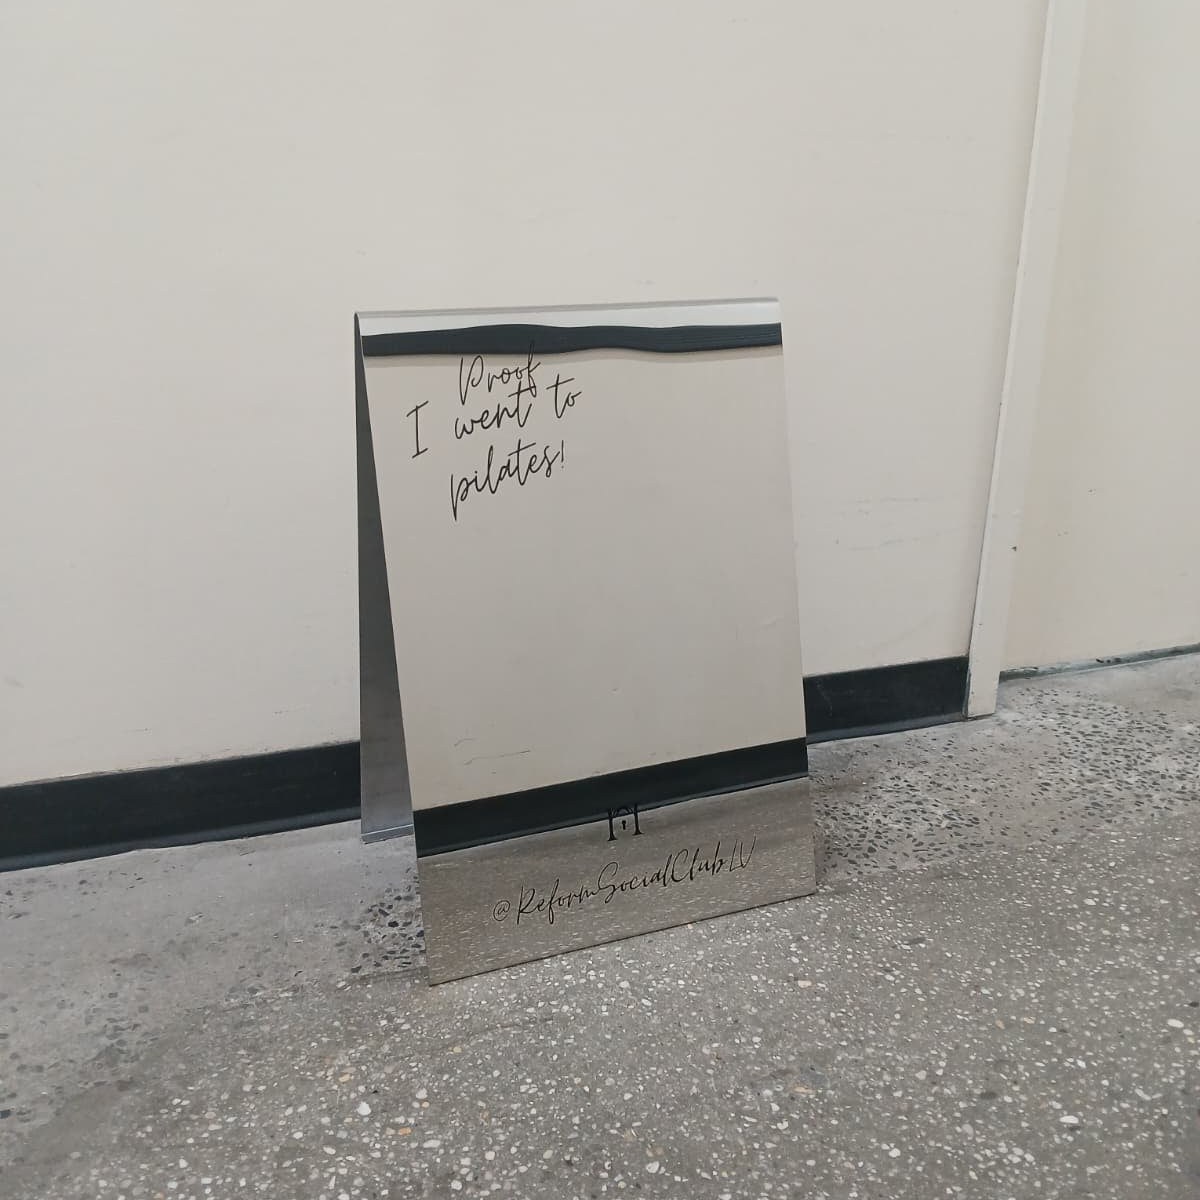 Proof
I went to
pilates!
@ReformSocialClubLV